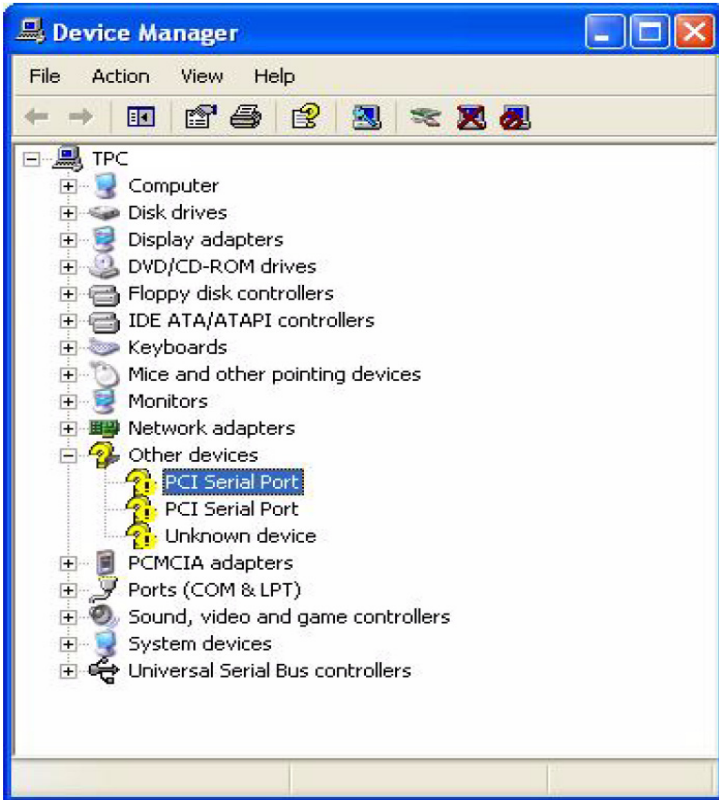 Device Manager
File Action View Help
TPC
Computer
Disk drives
Display adapters
DVD/CD-ROM drives
Floppy disk controllers
IDE ATA/ATAPI controllers
Keyboards
Mice and other pointing devices
Monitors
Network adapters
Other devices
PCI Serial Port
PCI Serial Port
Unknown device
PCMCIA adapters
Ports (COM & LPT)
Sound, video and game controllers
System devices
Universal Serial Bus controllers